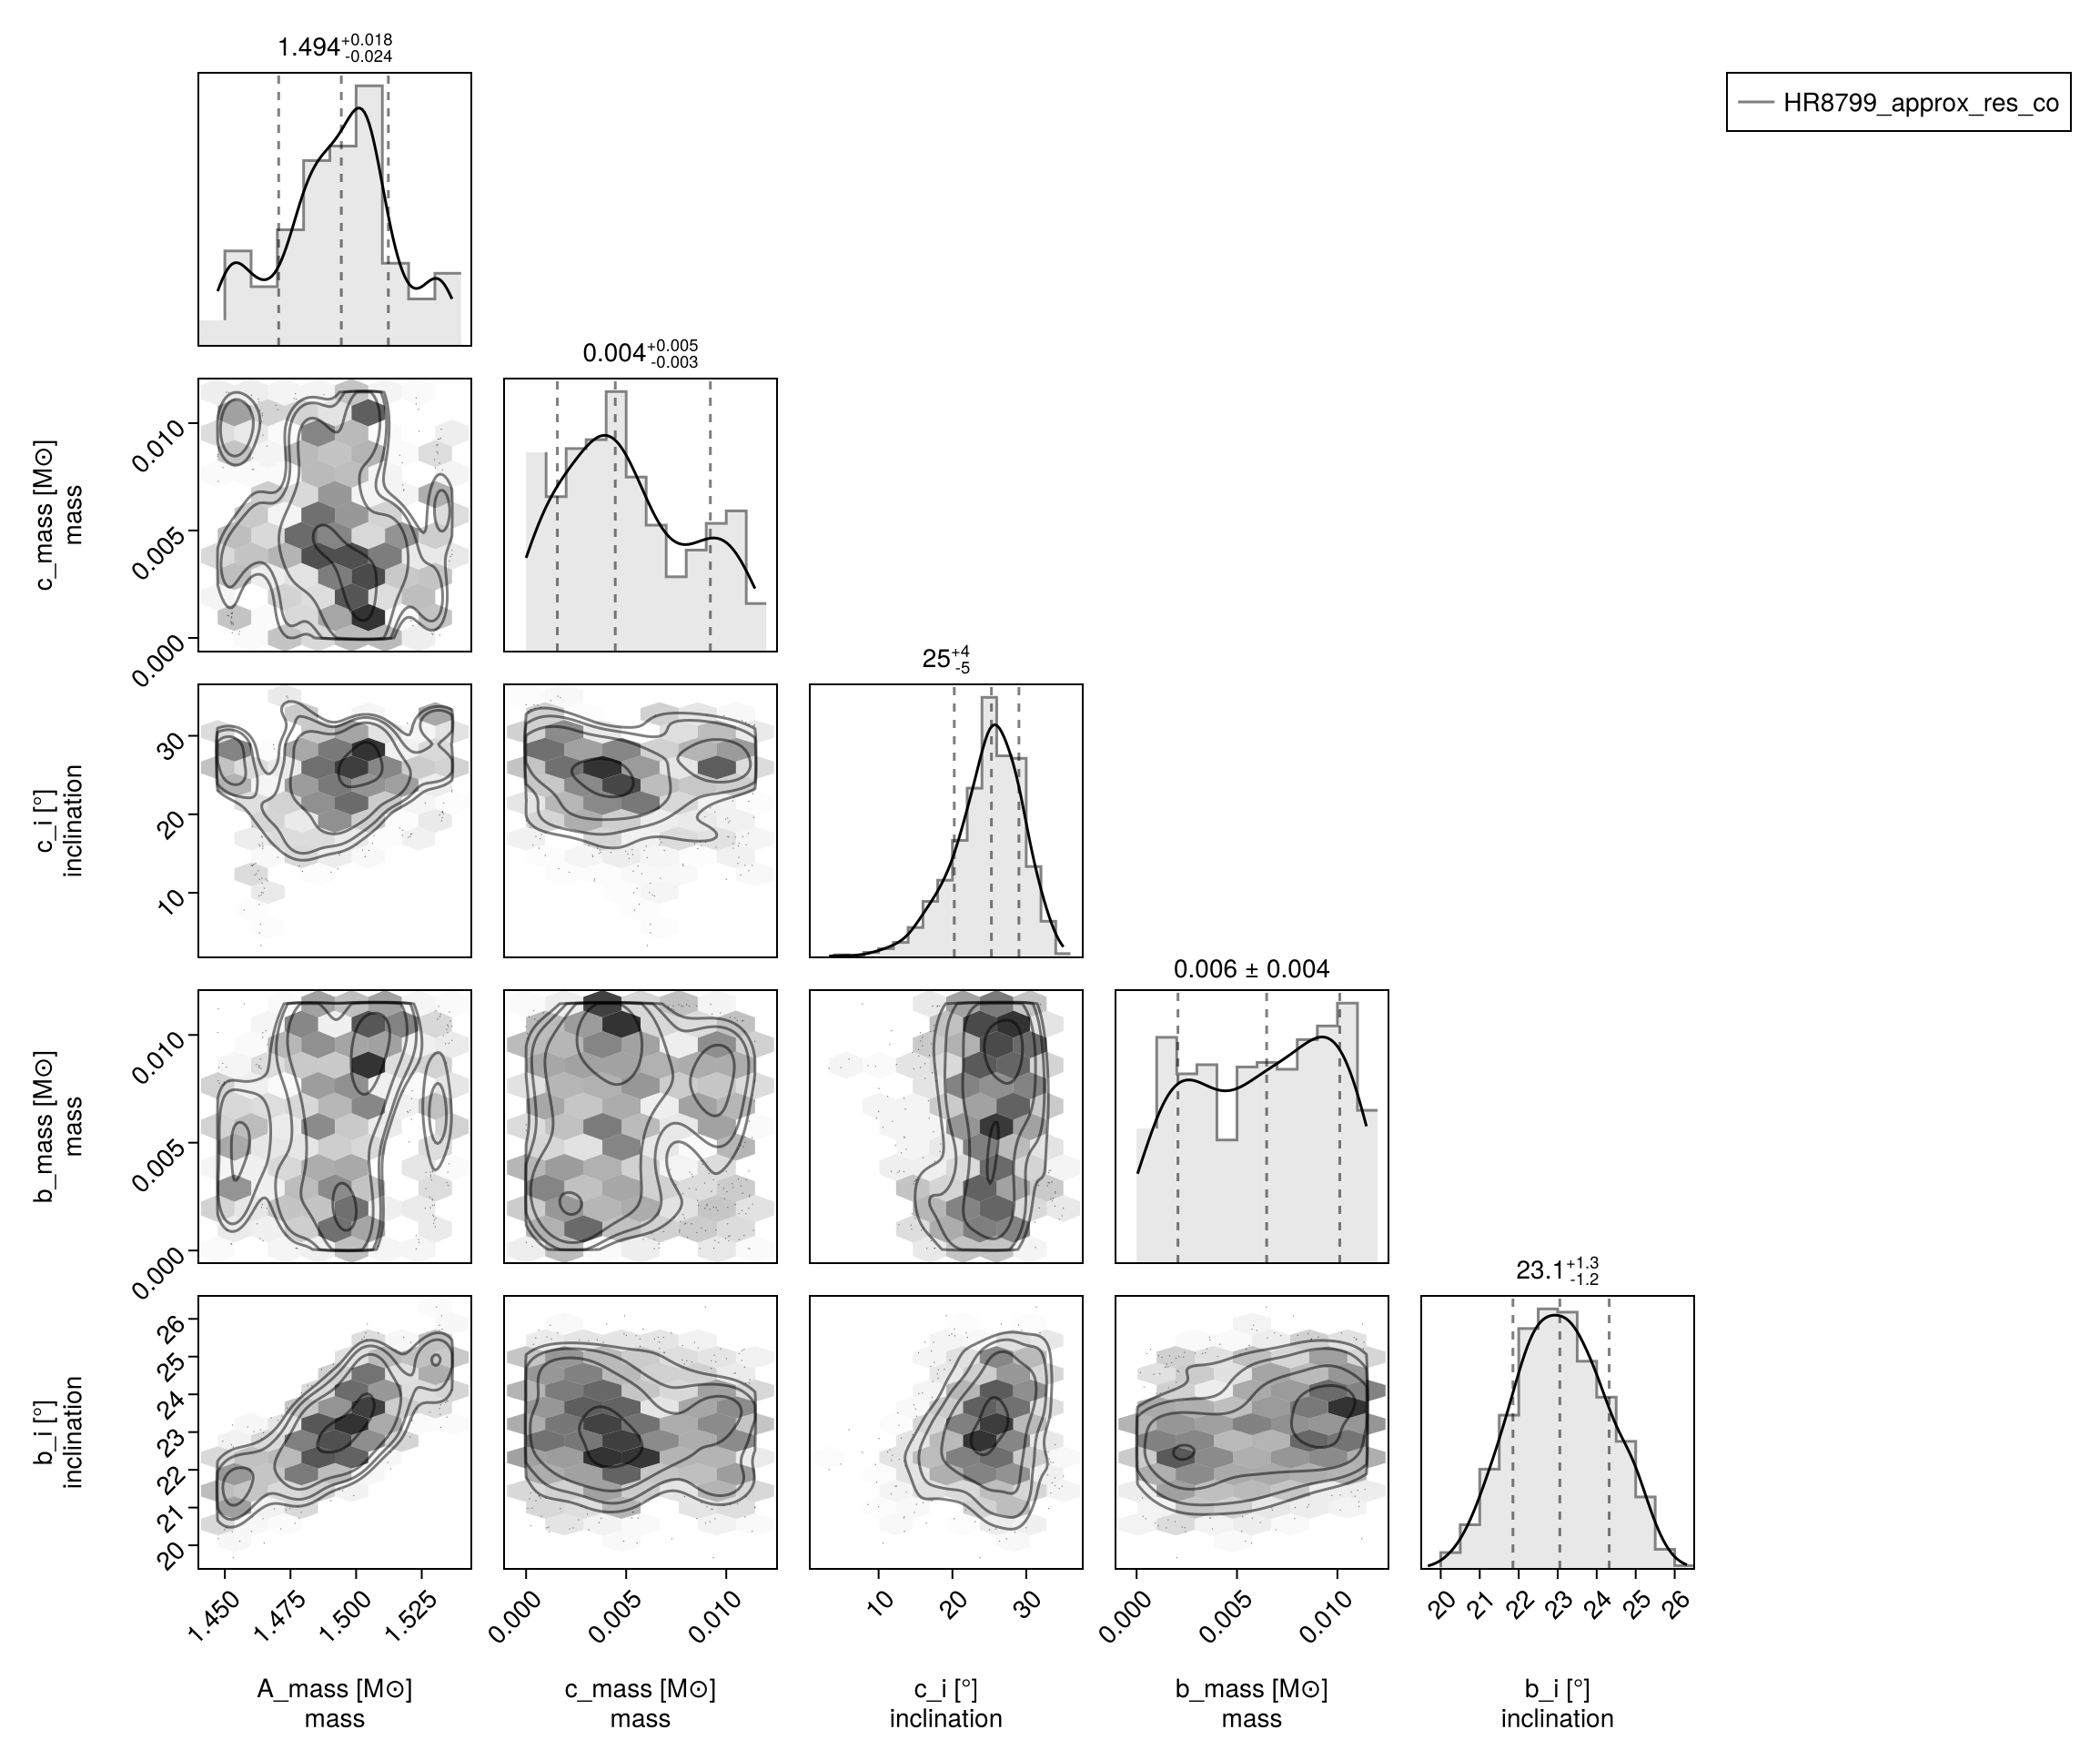 1.494+0.018-0.024
HR8799_approx_res_co
0.004+0.005-0.003
c_mass [M⊙]
mass
0.010
0.005
0.000
25+4-5
c_i [°]
inclination
30
20
10
0.006 ± 0.004
b_mass [M⊙]
mass
0.010
0.005
0.000
23.1+1.3-1.2
b_i [°]
inclination
26
25
24
23
22
21
20
1.450 1.475 1.500 1.525 0.000 0.005 0.010 10 20 30 0.000 0.005 0.010 20 21 22 23 24 25 26
A_mass [M⊙] c_mass [M⊙] c_i [°] b_mass [M⊙] b_i [°]
mass mass inclination mass inclination